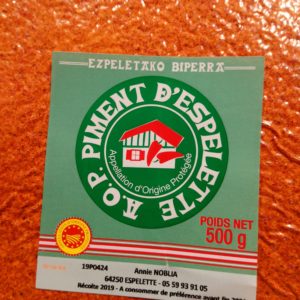 EZPELETAKO BIPERRA
A.O.P. PIMENT D'ESPELETTE
Appellation d'Origine Protégée
POIDS NET
500 g
19P0424
Annie NOBLIA
64250 ESPELETTE - 05 59 93 91 05
Récolte 2019 - A consommer de préférence avant